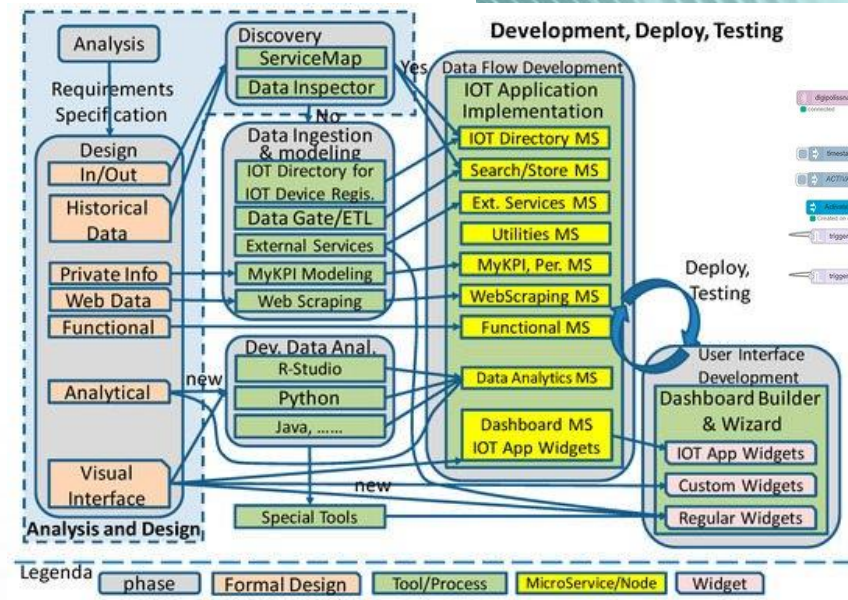 Development, Deploy, Testing
Analysis
Requirements
Specification
Discovery
ServiceMap
Data Inspector
Yes
No
Design
In/Out
Historical
Data
Private Info
Web Data
Functional
Analytical
new
Visual
Interface
Analysis and Design
Data Ingestion
& modeling
IOT Directory for
IOT Device Regis.
Data Gate/ETL
External Services
MyKPI Modeling
Web Scraping
Dev. Data Anal.
R-Studio
Python
Java, ......
new
Special Tools
Data Flow Development
IOT Application
Implementation
IOT Directory MS
Search/Store MS
Ext. Services MS
Utilities MS
MyKPI, Per. MS
WebScraping MS
Functional MS
Data Analytics MS
Dashboard MS
IOT App Widgets
Deploy,
Testing
User Interface
Development
Dashboard Builder
& Wizard
IOT App Widgets
Custom Widgets
Regular Widgets
connected
trigger
trigger
Legenda
phase
Formal Design
Tool/Process
MicroService/Node
Widget